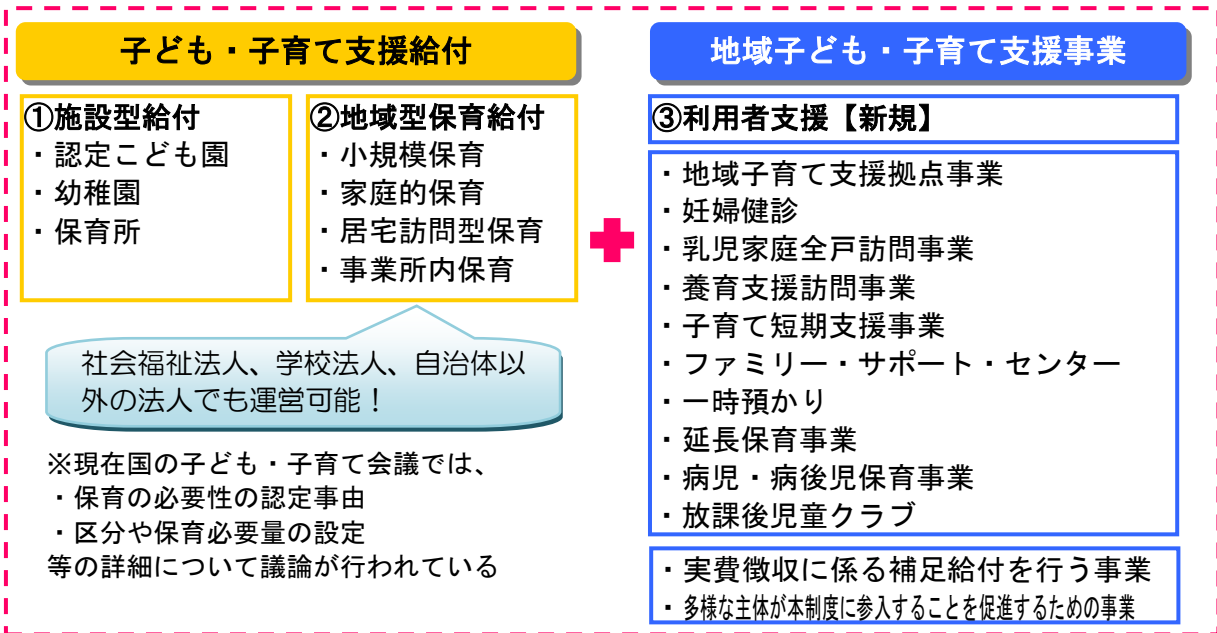 子ども・子育て支援給付
①施設型給付
・認定こども園
・幼稚園
・保育所
②地域型保育給付
・小規模保育
・家庭的保育
・居宅訪問型保育
・事業所内保育
社会福祉法人、学校法人、自治体以
外の法人でも運営可能！
※現在国の子ども・子育て会議では、
・保育の必要性の認定事由
・区分や保育必要量の設定
等の詳細について議論が行われている
地域子ども・子育て支援事業
③利用者支援【新規】
・地域子育て支援拠点事業
・妊婦健診
・乳児家庭全戸訪問事業
・養育支援訪問事業
・子育て短期支援事業
・ファミリー・サポート・センター
・一時預かり
・延長保育事業
・病児・病後児保育事業
・放課後児童クラブ
・実費徴収に係る補足給付を行う事業
・多様な主体が本制度に参入することを促進するための事業